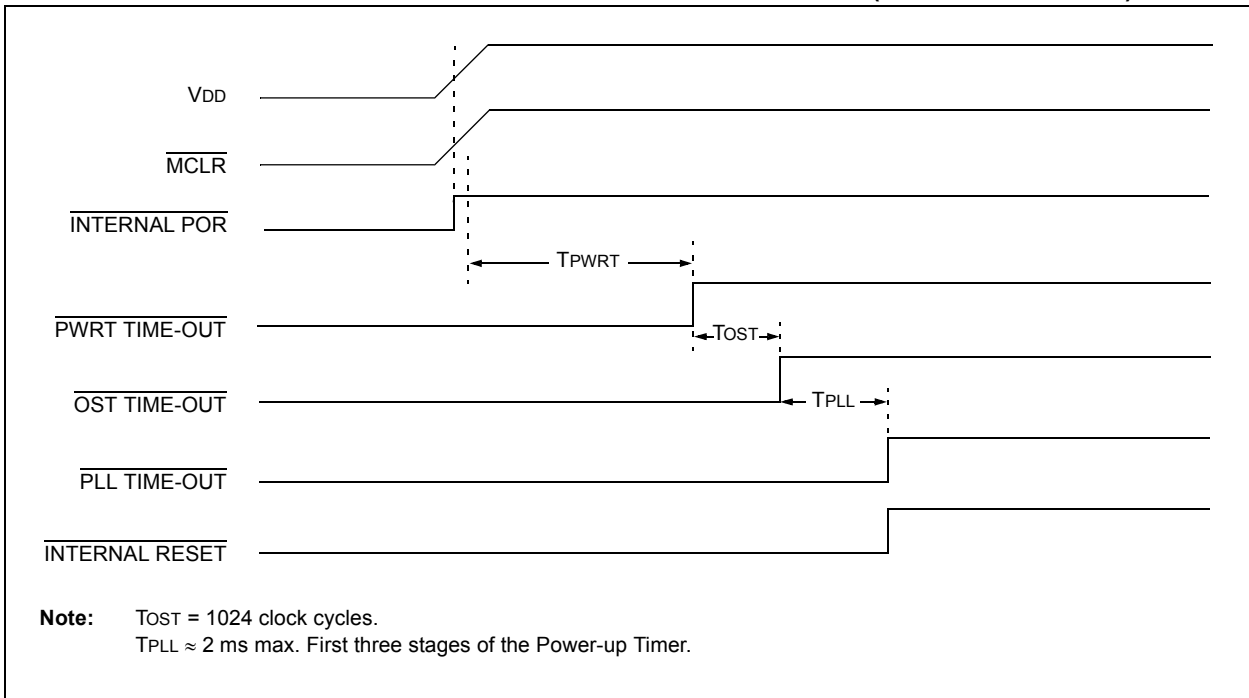 VDD
MCLR
INTERNAL POR
TPWRT
PWRT TIME-OUT
TOST
OST TIME-OUT
TPLL
PLL TIME-OUT
INTERNAL RESET
Note: TOST = 1024 clock cycles.
TPLL ≈ 2 ms max. First three stages of the Power-up Timer.